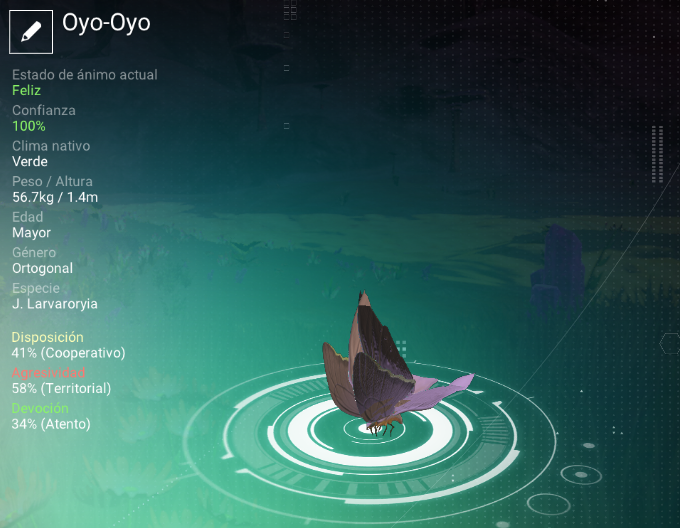 Oyo-Oyo
Estado de ánimo actual
Feliz
Confianza
100%
Clima nativo
Verde
Peso / Altura
56.7kg / 1.4m
Edad
Mayor
Género
Ortogonal
Especie
J. Larvaroryia
Disposición
41% (Cooperativo)
Agresividad
58% (Territorial)
Devoción
34% (Atento)